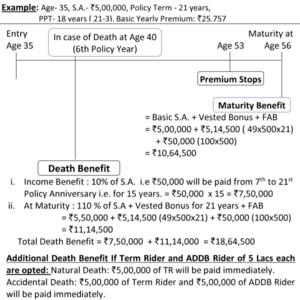 Example: Age- 35, S.A.- ₹5,00,000, Policy Term - 21 years,
PPT- 18 years ( 21-3). Basic Yearly Premium: ₹25.757
Entry
Age 35
In case of Death at Age 40
(6th Policy Year)
Age 53
Maturity at
Age 56
Premium Stops
Maturity Benefit
= Basic S.A. + Vested Bonus + FAB
= ₹5,00,000 + ₹5,14,500 ( 49x500x21)
+ ₹50,000 (100x500)
= ₹10,64,500
Death Benefit
i. Income Benefit : 10% of S.A. i.e ₹50,000 will be paid from 7th to 21st
Policy Anniversary i.e. for 15 years. = ₹50,000 x 15 = ₹7,50,000
ii. At Maturity : 110 % of S.A + Vested Bonus for 21 years + FAB
= ₹5,50,000 + ₹5,14,500 (49x500x21) + ₹50,000 (100x500)
= ₹11,14,500
Total Death Benefit = ₹7,50,000 + ₹11,14,000 = ₹18,64,500
Additional Death Benefit If Term Rider and ADDB Rider of 5 Lacs each
are opted: Natural Death: ₹5,00,000 of TR will be paid immediately.
Accidental Death: ₹5,00,000 of Term Rider and ₹5,00,000 of ADDB Rider
will be paid immediately.